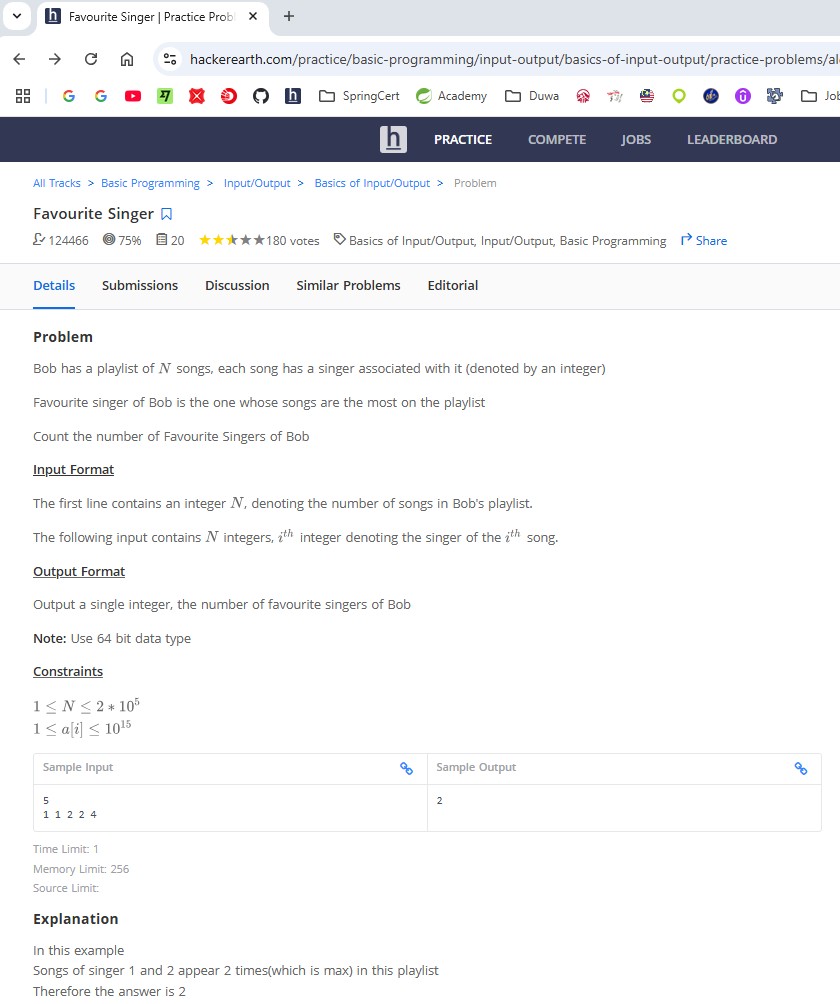 Favourite Singer | Practice Prob
hackerearth.com/practice/basic-programming/input-output/basics-of-input-output/practice-problems/al
SpringCert Academy Duwa Job
h PRACTICE COMPETE JOBS LEADERBOARD
All Tracks > Basic Programming > Input/Output > Basics of Input/Output > Problem
Favourite Singer
124466 75% 20 180 votes Basics of Input/Output, Input/Output, Basic Programming Share
Details Submissions Discussion Similar Problems Editorial
Problem
Bob has a playlist of N songs, each song has a singer associated with it (denoted by an integer)
Favourite singer of Bob is the one whose songs are the most on the playlist
Count the number of Favourite Singers of Bob
Input Format
The first line contains an integer N, denoting the number of songs in Bob's playlist.
The following input contains N integers, i^th integer denoting the singer of the i^th song.
Output Format
Output a single integer, the number of favourite singers of Bob
Note: Use 64 bit data type
Constraints
1 ≤ N ≤ 2 * 10^5
1 ≤ a[i] ≤ 10^15
Sample Input Sample Output
5 2
1 1 2 2 4
Time Limit: 1
Memory Limit: 256
Source Limit:
Explanation
In this example
Songs of singer 1 and 2 appear 2 times(which is max) in this playlist
Therefore the answer is 2